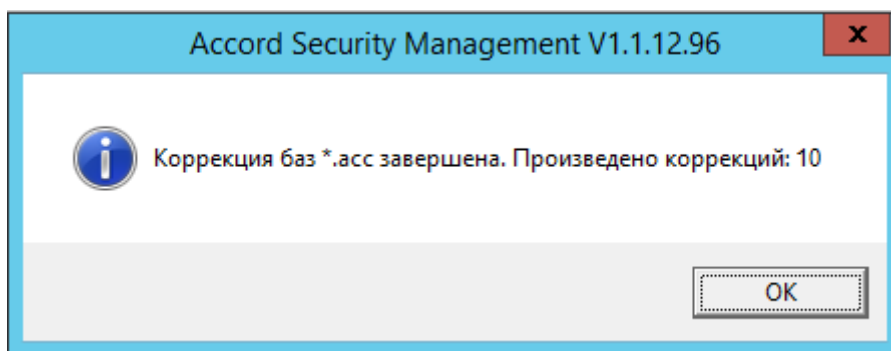 Accord Security Management V1.1.12.96
x
Коррекция баз *.acc завершена. Произведено коррекций: 10
OK